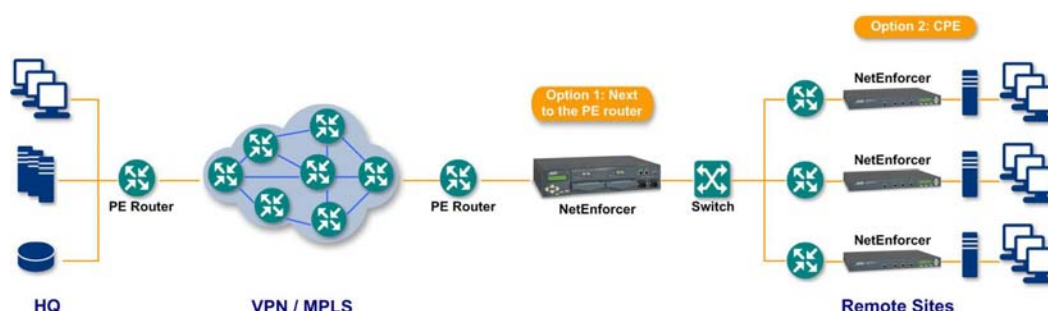 Option 2: CPE
NetEnforcer
Option 1: Next
to the PE router
NetEnforcer
PE Router
PE Router
NetEnforcer
Switch
NetEnforcer
HQ
VPN / MPLS
Remote Sites